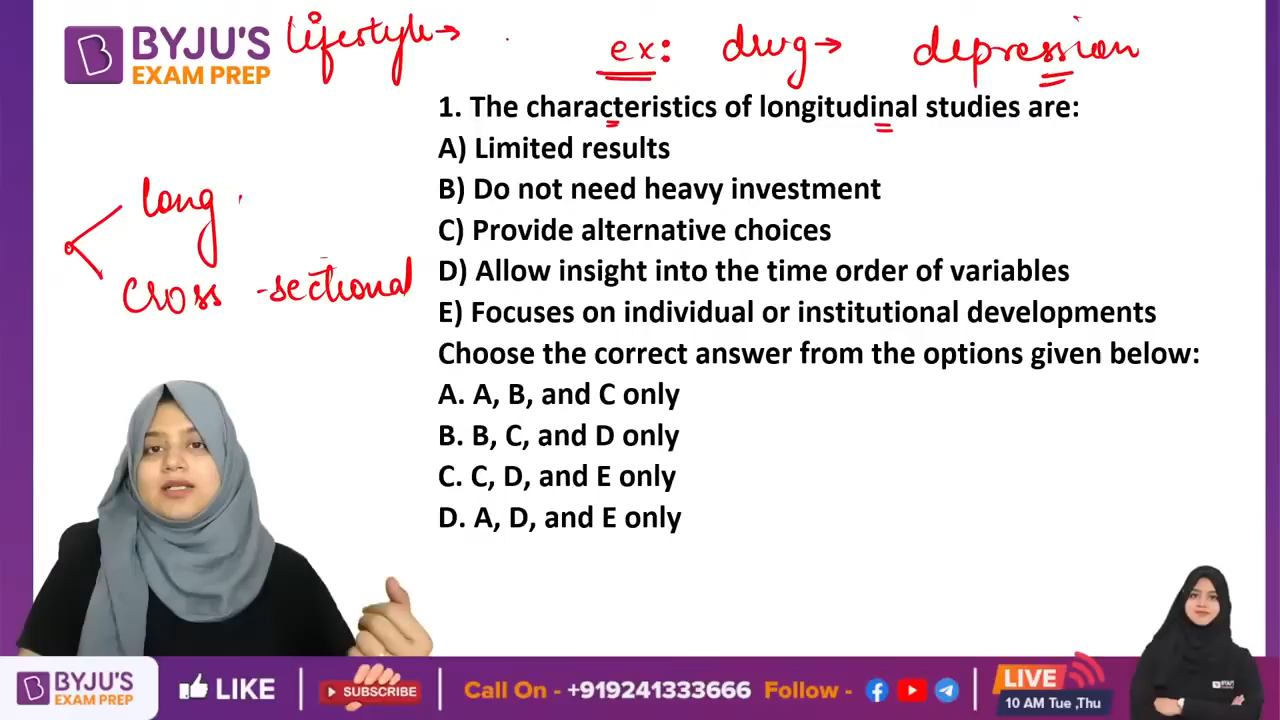 BYJU'S
EXAM PREP
lifestyle →
ex: drug → depression
1. The characteristics of longitudinal studies are:
A) Limited results
B) Do not need heavy investment
C) Provide alternative choices
D) Allow insight into the time order of variables
E) Focuses on individual or institutional developments
Choose the correct answer from the options given below:
A. A, B, and C only
B. B, C, and D only
C. C, D, and E only
D. A, D, and E only
long
cross-sectional
BYJU'S
EXAM PREP
LIKE
SUBSCRIBE
Call On - +919241333666 Follow -
LIVE
10 AM Tue ,Thu